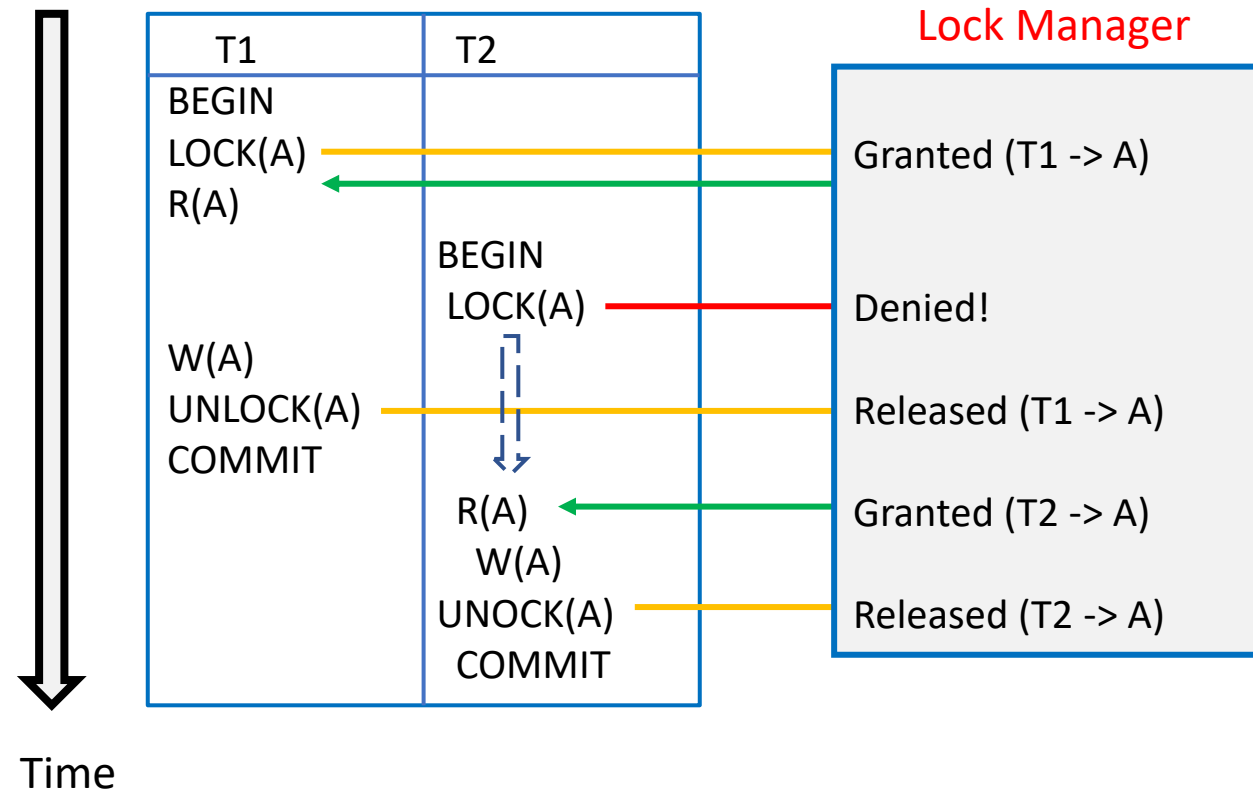 Lock Manager
T1 T2
BEGIN
LOCK(A) Granted (T1 -> A)
R(A)
BEGIN
LOCK(A) Denied!
W(A)
UNLOCK(A) Released (T1 -> A)
COMMIT
R(A) Granted (T2 -> A)
W(A)
UNOCK(A) Released (T2 -> A)
COMMIT
Time